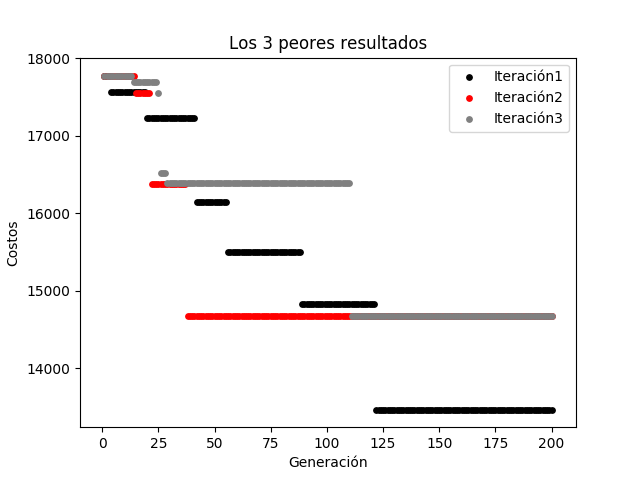 Los 3 peores resultados
18000
17000
16000
15000
14000
Costos
0
25
50
75
100
125
150
175
200
Generación
Iteración1
Iteración2
Iteración3